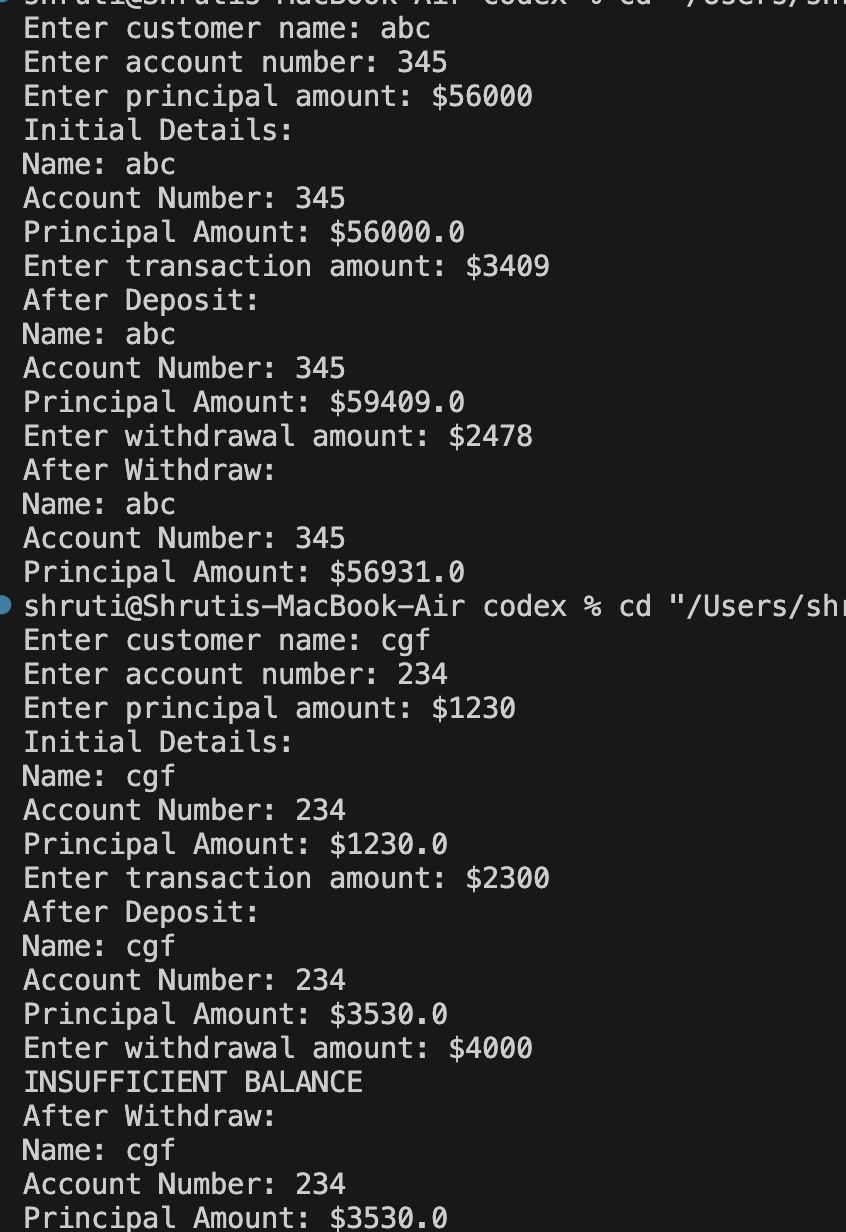 Enter customer name: abc
Enter account number: 345
Enter principal amount: $56000
Initial Details:
Name: abc
Account Number: 345
Principal Amount: $56000.0
Enter transaction amount: $3409
After Deposit:
Name: abc
Account Number: 345
Principal Amount: $59409.0
Enter withdrawal amount: $2478
After Withdraw:
Name: abc
Account Number: 345
Principal Amount: $56931.0
shruti@Shrutis-MacBook-Air codex % cd "/Users/shr
Enter customer name: cgf
Enter account number: 234
Enter principal amount: $1230
Initial Details:
Name: cgf
Account Number: 234
Principal Amount: $1230.0
Enter transaction amount: $2300
After Deposit:
Name: cgf
Account Number: 234
Principal Amount: $3530.0
Enter withdrawal amount: $4000
INSUFFICIENT BALANCE
After Withdraw:
Name: cgf
Account Number: 234
Principal Amount: $3530.0